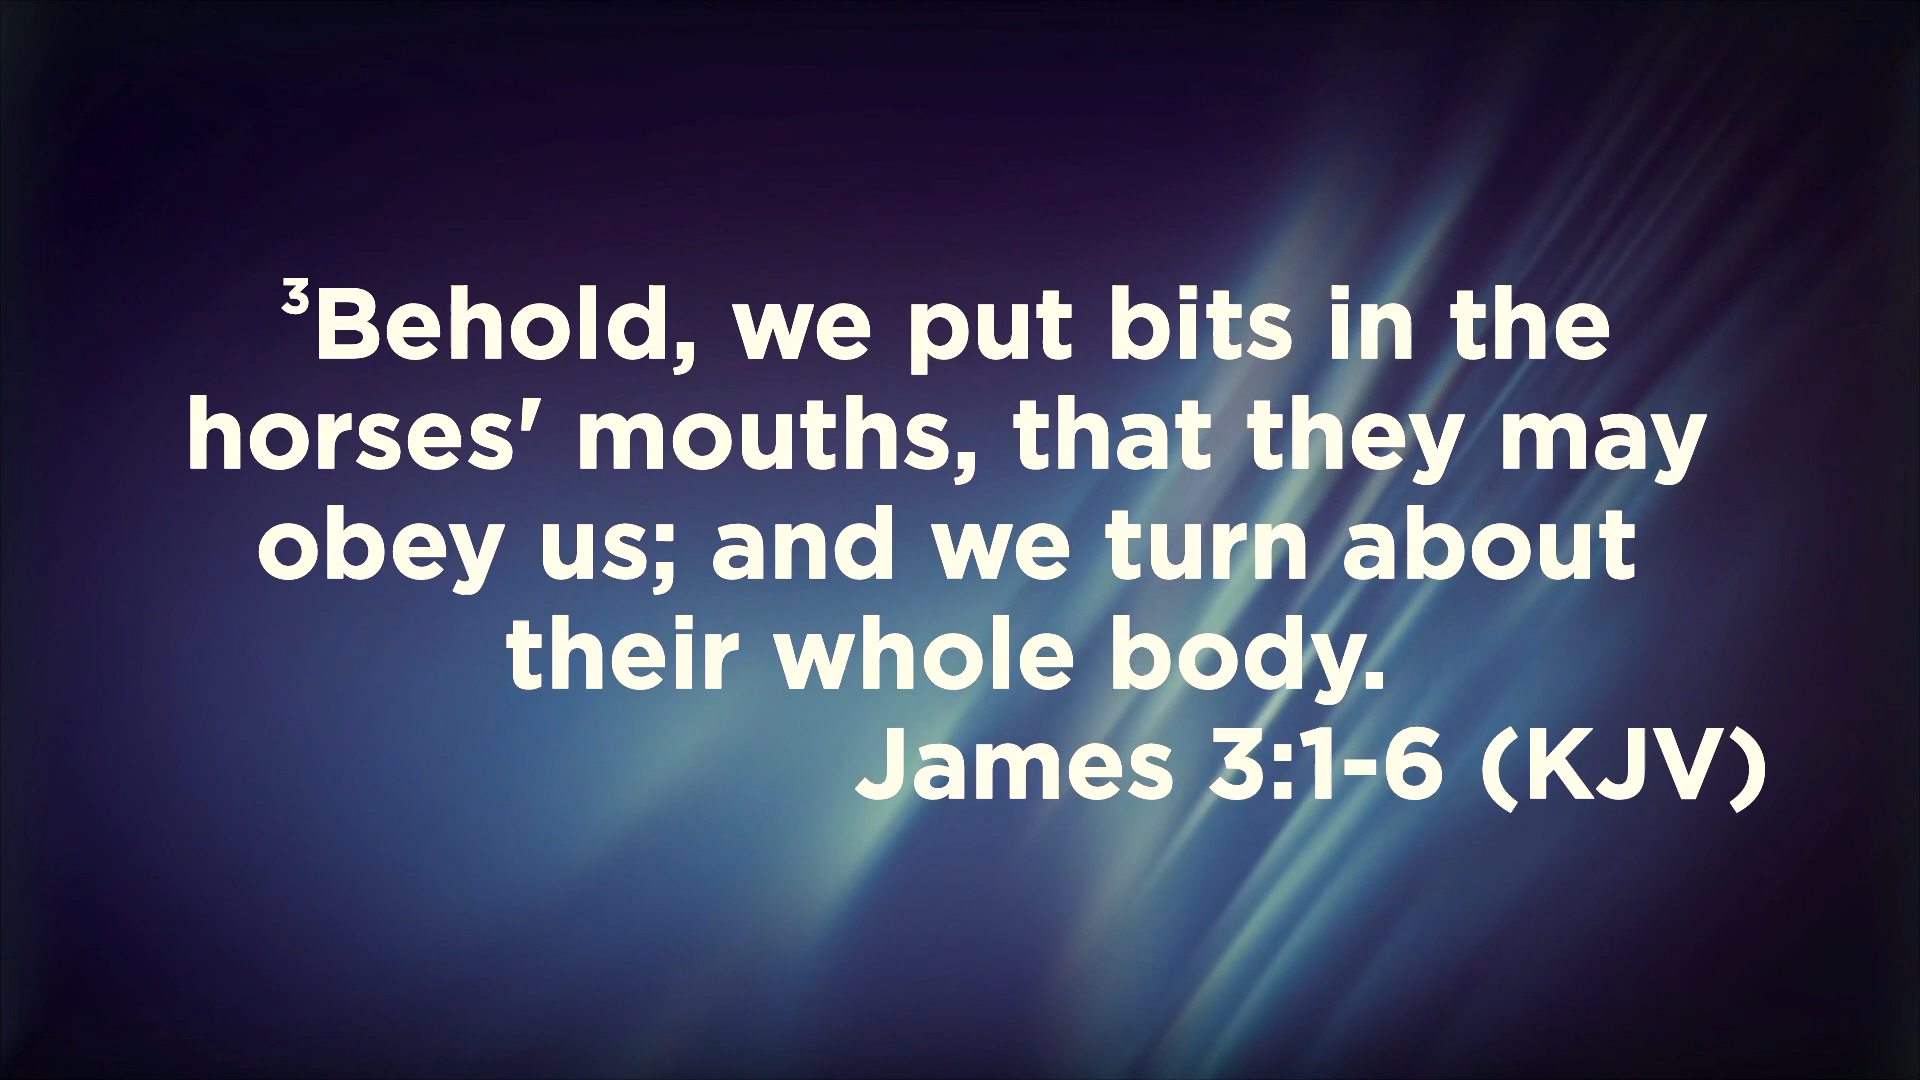 ³Behold, we put bits in the
horses' mouths, that they may
obey us; and we turn about
their whole body.
James 3:1-6 (KJV)